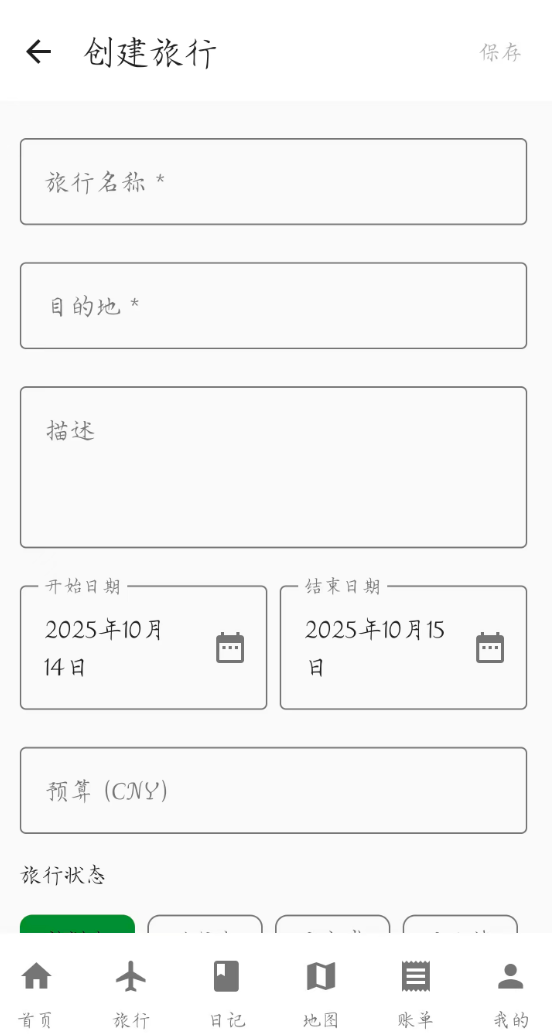 创建旅行
保存
旅行名称 *
目的地 *
描述
开始日期
2025年10月
14日
结束日期
2025年10月15
日
预算 (CNY)
旅行状态
首页
旅行
日记
地图
账单
我的